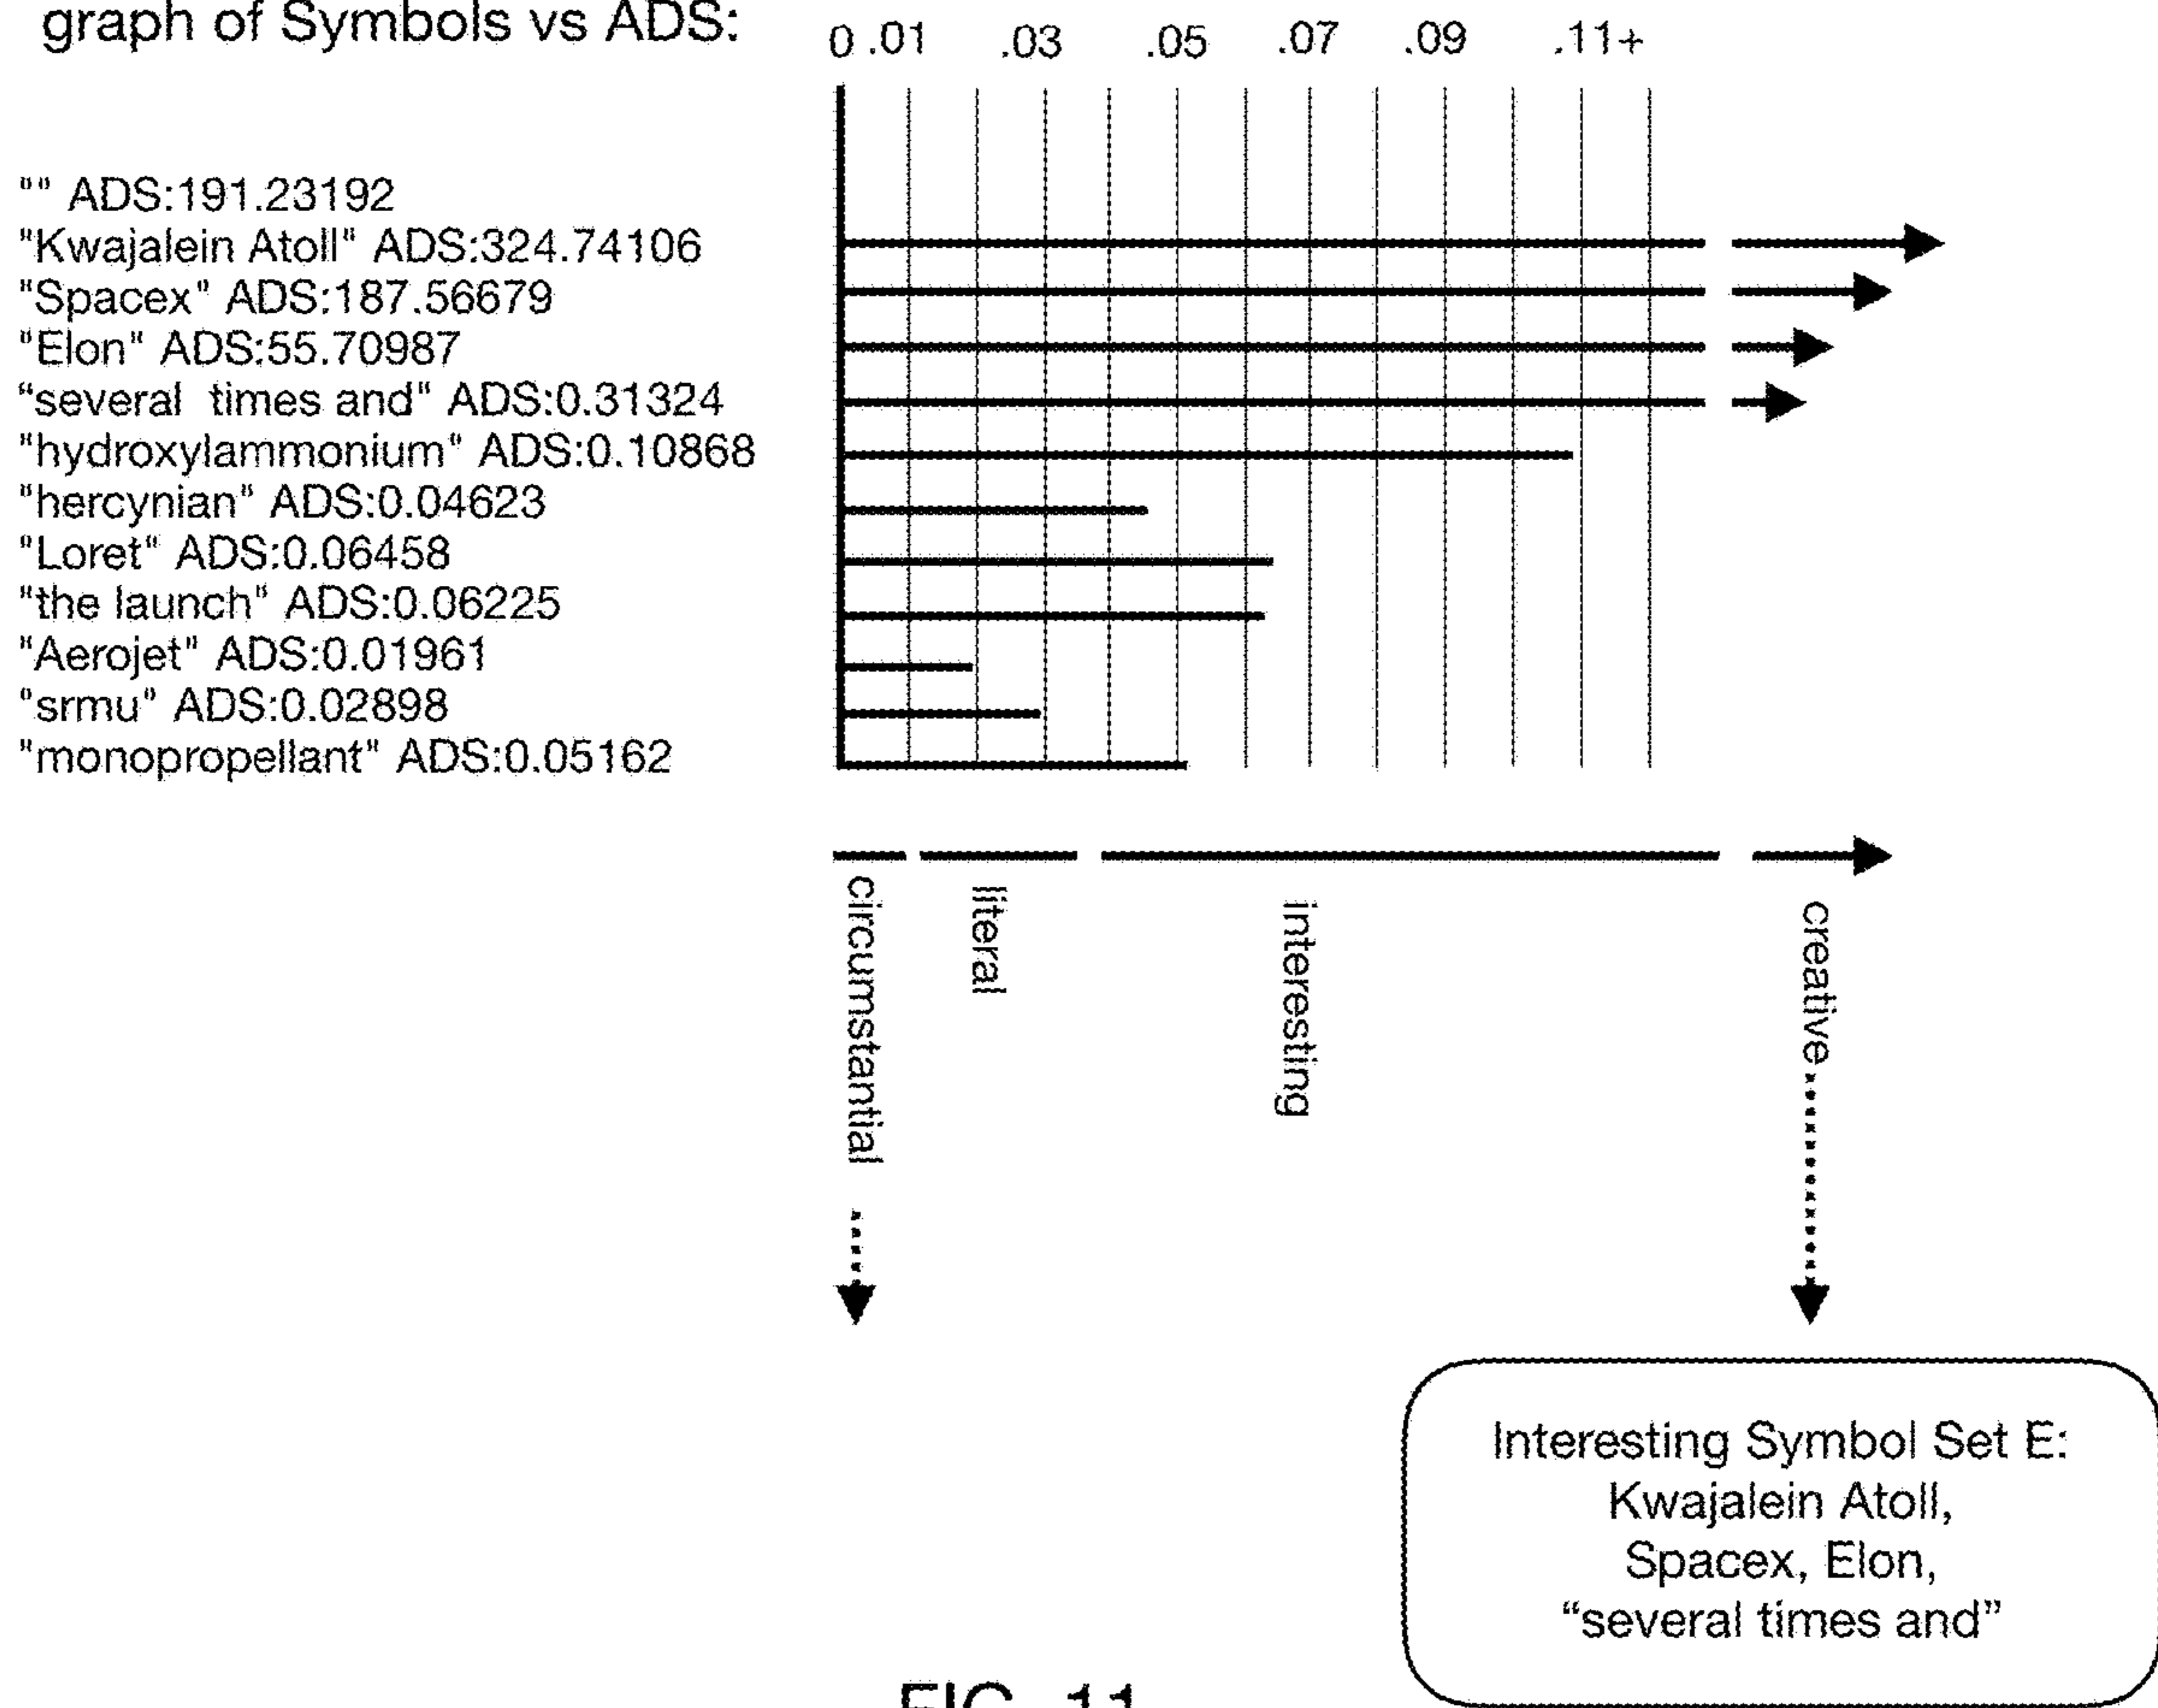 graph of Symbols vs ADS:
0 .01 .03 .05 .07 .09 .11+
"" ADS:191.23192
"Kwajalein Atoll" ADS:324.74106
"Spacex" ADS:187.56679
"Elon" ADS:55.70987
“several times and" ADS:0.31324
"hydroxylammonium" ADS:0.10868
"hercynian" ADS:0.04623
"Loret" ADS:0.06458
"the launch" ADS:0.06225
"Aerojet" ADS:0.01961
"srmu" ADS:0.02898
"monopropellant" ADS:0.05162
circumstantial
literal
interesting
creative
Interesting Symbol Set E:
Kwajalein Atoll,
Spacex, Elon,
“several times and”
FIG. 11